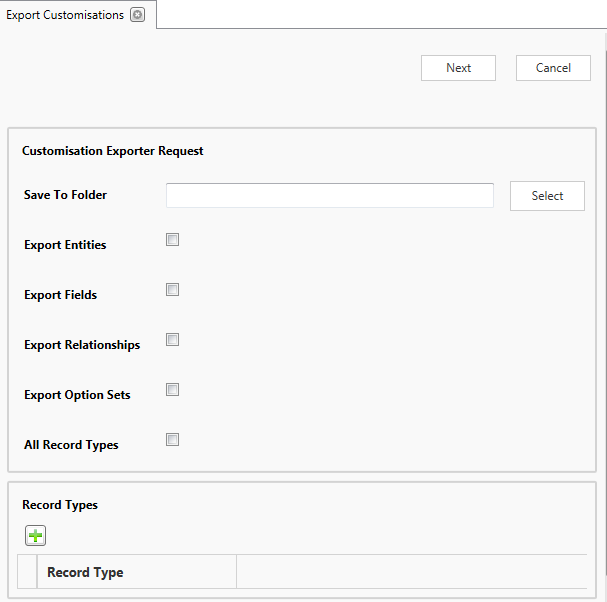 Export Customisations
Next
Cancel
Customisation Exporter Request
Save To Folder
Select
Export Entities
Export Fields
Export Relationships
Export Option Sets
All Record Types
Record Types
Record Type